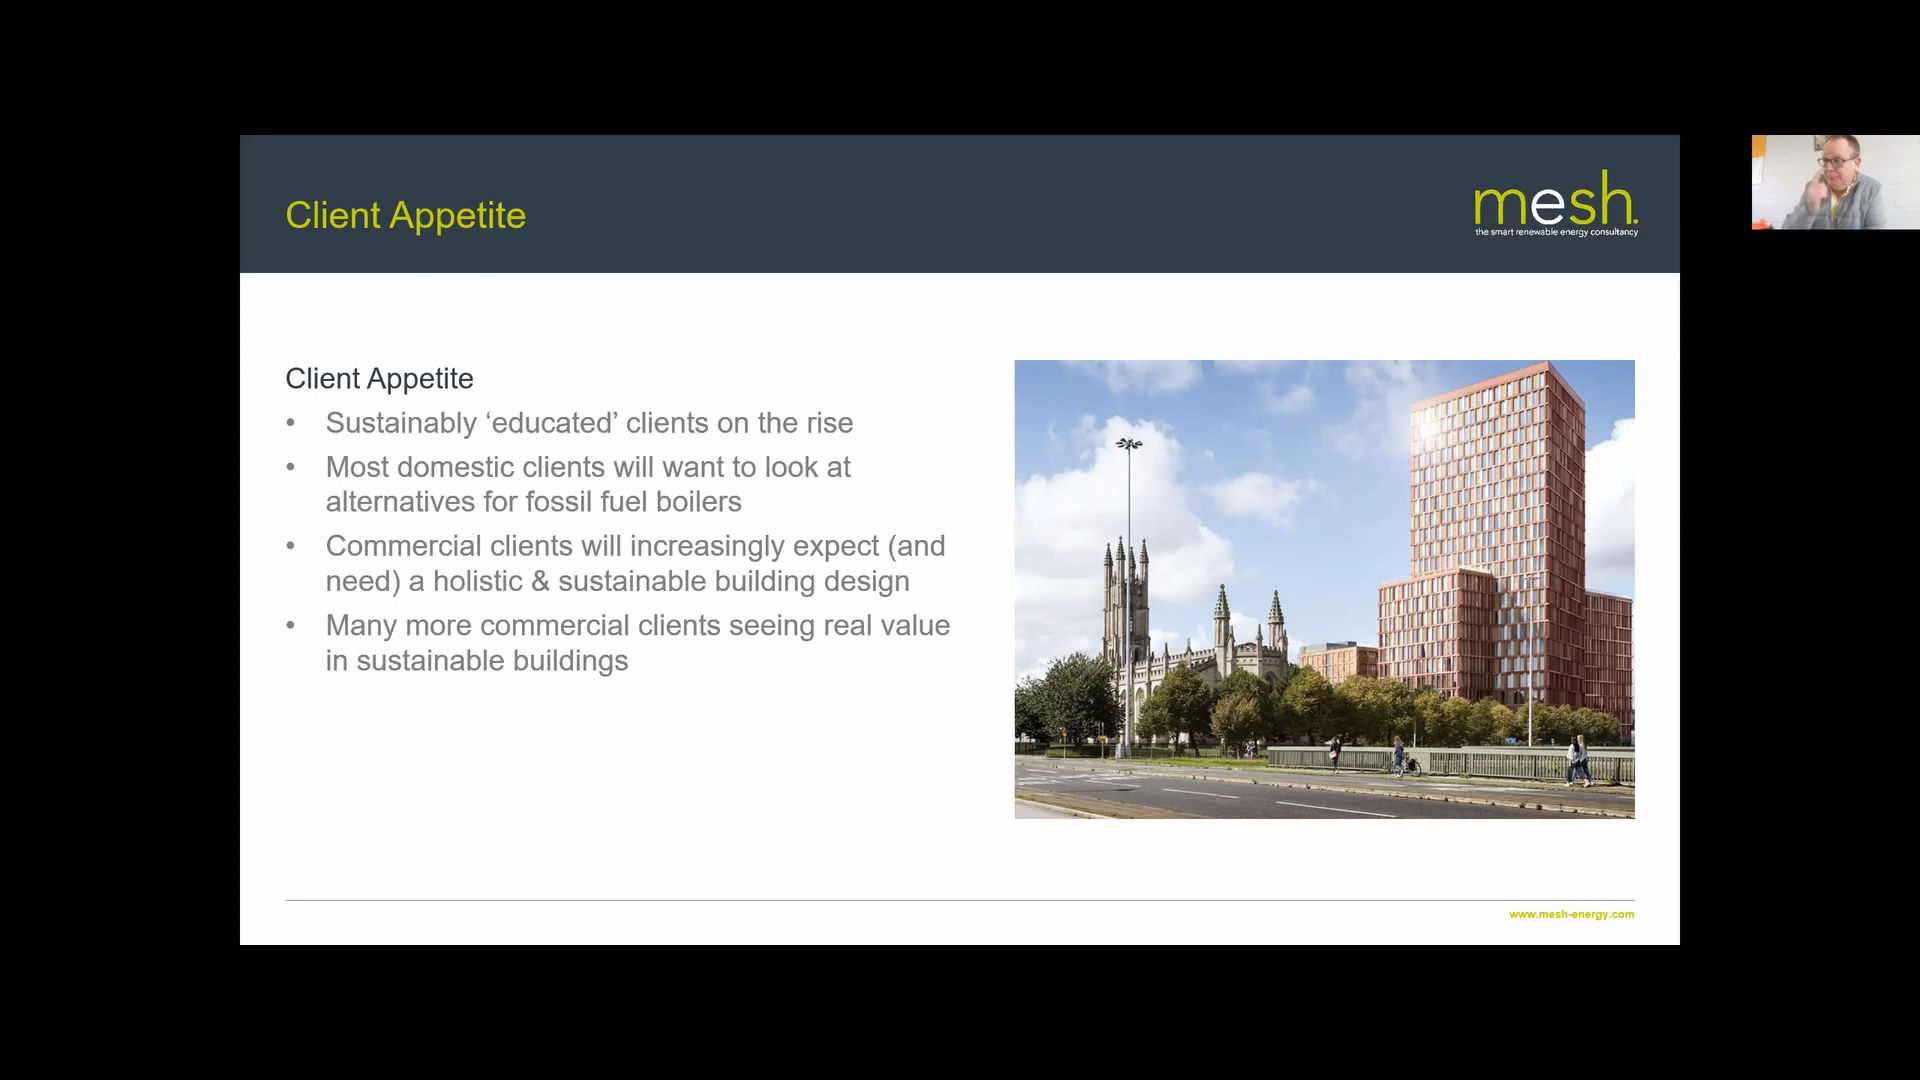 Client Appetite
mesh.
the smart renewable energy consultancy
Client Appetite
• Sustainably ‘educated’ clients on the rise
• Most domestic clients will want to look at
alternatives for fossil fuel boilers
• Commercial clients will increasingly expect (and
need) a holistic & sustainable building design
• Many more commercial clients seeing real value
in sustainable buildings
www.mesh-energy.com